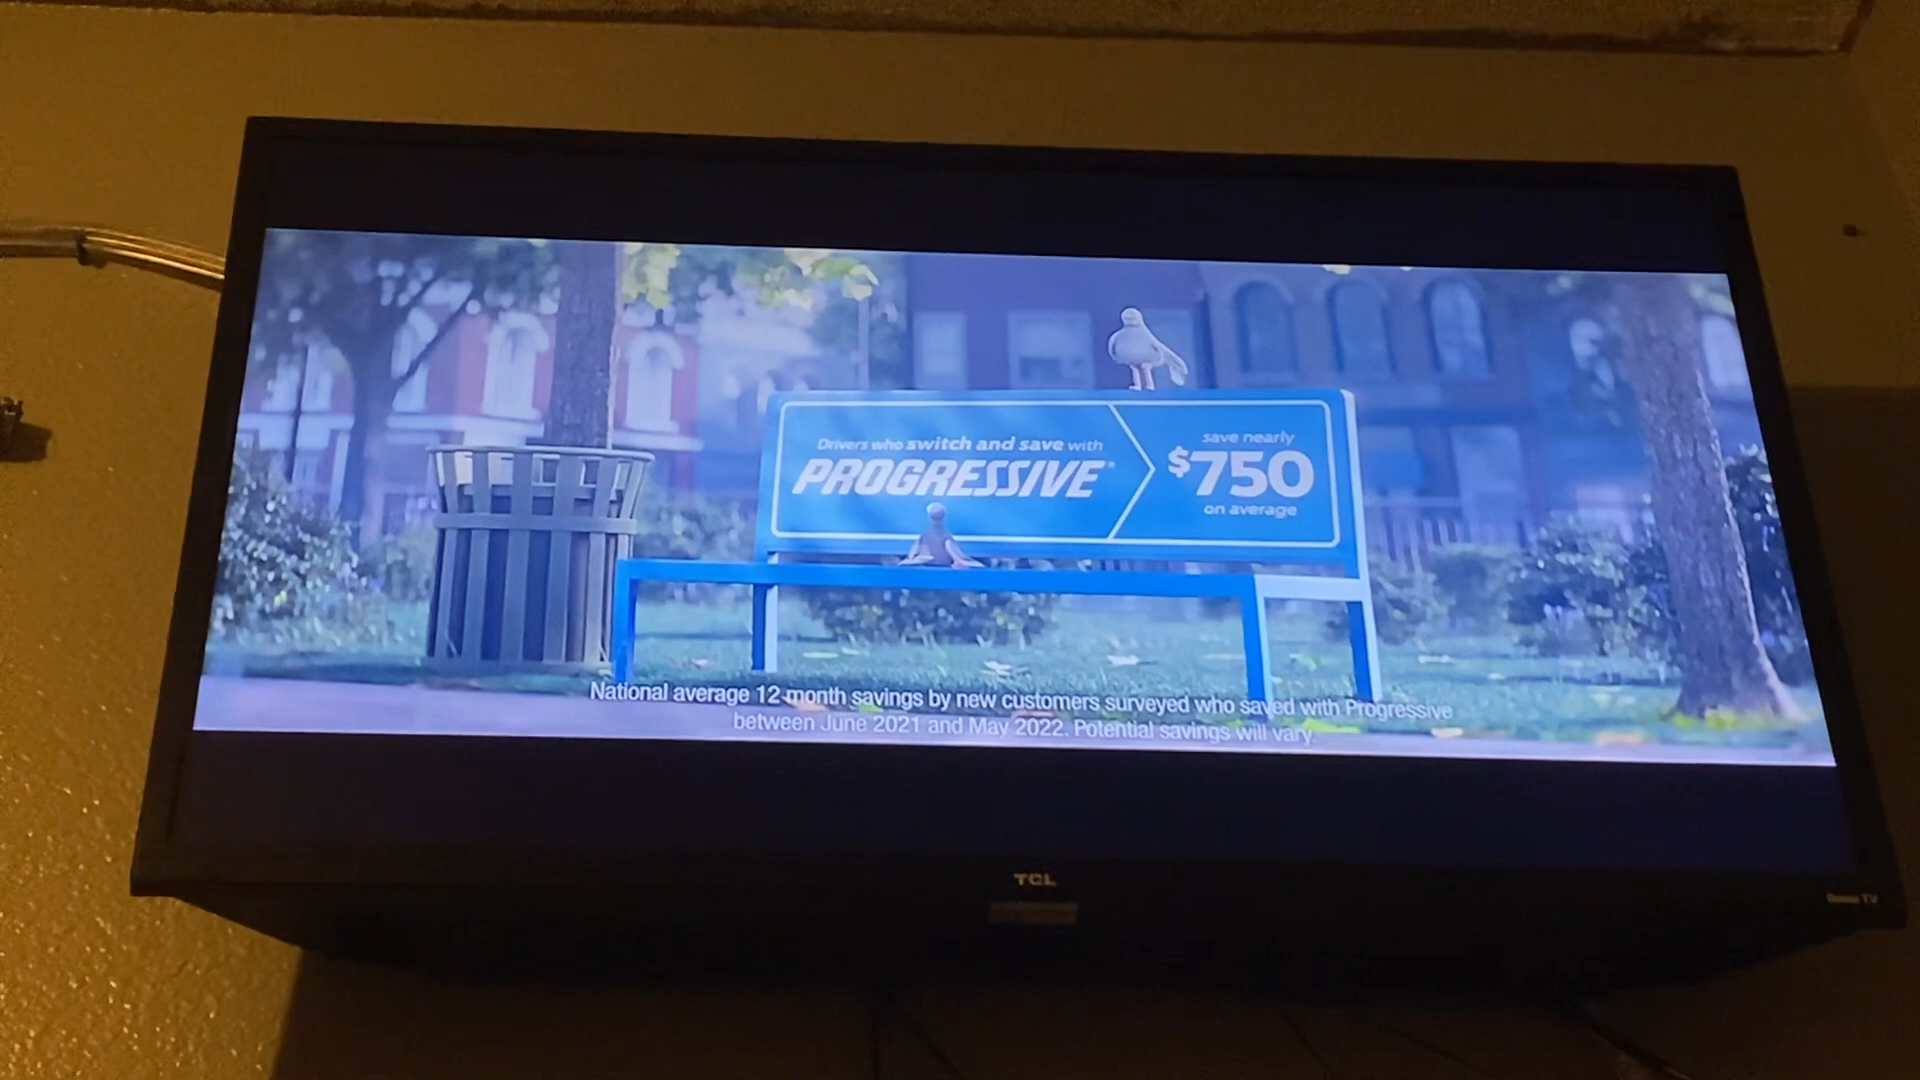 Drivers who switch and save with
PROGRESSIVE®
save nearly
$750
on average
National average 12 month savings by new customers surveyed who saved with Progressive
between June 2021 and May 2022. Potential savings will vary.
TCL
TV